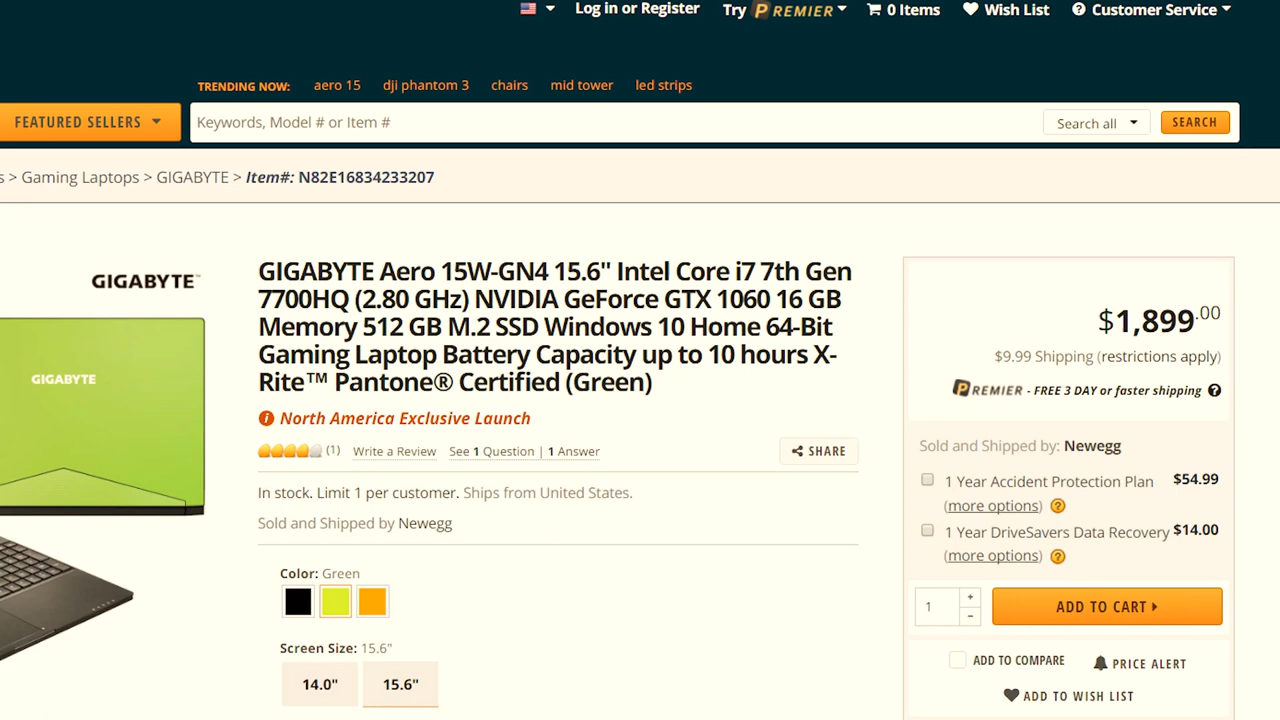 Log in or Register
Try PREMIER
0 Items
Wish List
Customer Service
TRENDING NOW: aero 15 dji phantom 3 chairs mid tower led strips
FEATURED SELLERS
Keywords, Model # or Item #
Search all
SEARCH
s > Gaming Laptops > GIGABYTE > Item#: N82E16834233207
GIGABYTE™
GIGABYTE
GIGABYTE Aero 15W-GN4 15.6" Intel Core i7 7th Gen
7700HQ (2.80 GHz) NVIDIA GeForce GTX 1060 16 GB
Memory 512 GB M.2 SSD Windows 10 Home 64-Bit
Gaming Laptop Battery Capacity up to 10 hours X-
Rite™ Pantone® Certified (Green)
North America Exclusive Launch
(1) Write a Review See 1 Question | 1 Answer
SHARE
In stock. Limit 1 per customer. Ships from United States.
Sold and Shipped by Newegg
Color: Green
Screen Size: 15.6"
14.0" 15.6"
$1,899.00
$9.99 Shipping (restrictions apply)
PREMIER - FREE 3 DAY or faster shipping ?
Sold and Shipped by: Newegg
1 Year Accident Protection Plan $54.99
(more options) ?
1 Year DriveSavers Data Recovery $14.00
(more options) ?
1 + -
ADD TO CART
ADD TO COMPARE
PRICE ALERT
ADD TO WISH LIST